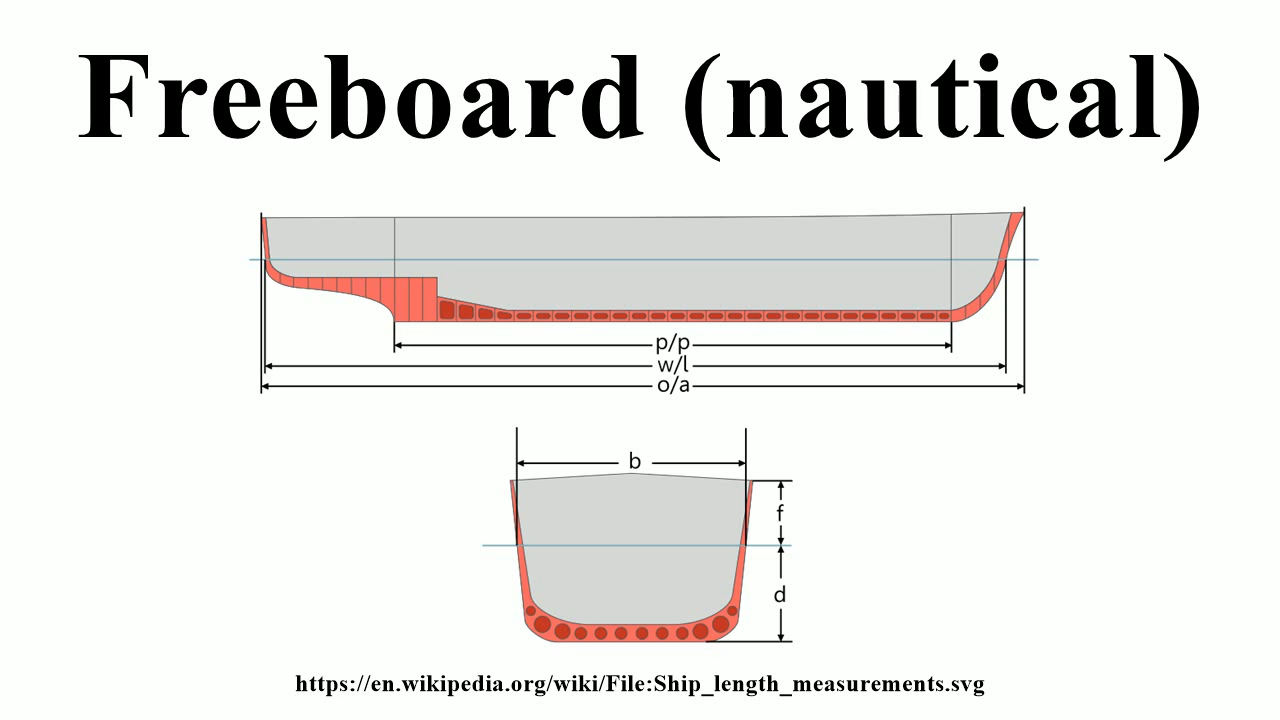 Freeboard (nautical)
p/p
w/l
o/a
b
f
d
https://en.wikipedia.org/wiki/File:Ship_length_measurements.svg